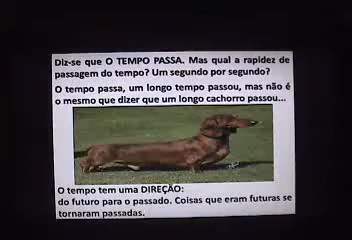 Diz-se que O TEMPO PASSA. Mas qual a rapidez de
passagem do tempo? Um segundo por segundo?
O tempo passa, um longo tempo passou, mas não é
o mesmo que dizer que um longo cachorro passou...
O tempo tem uma DIREÇÃO:
do futuro para o passado. Coisas que eram futuras se
tornaram passadas.